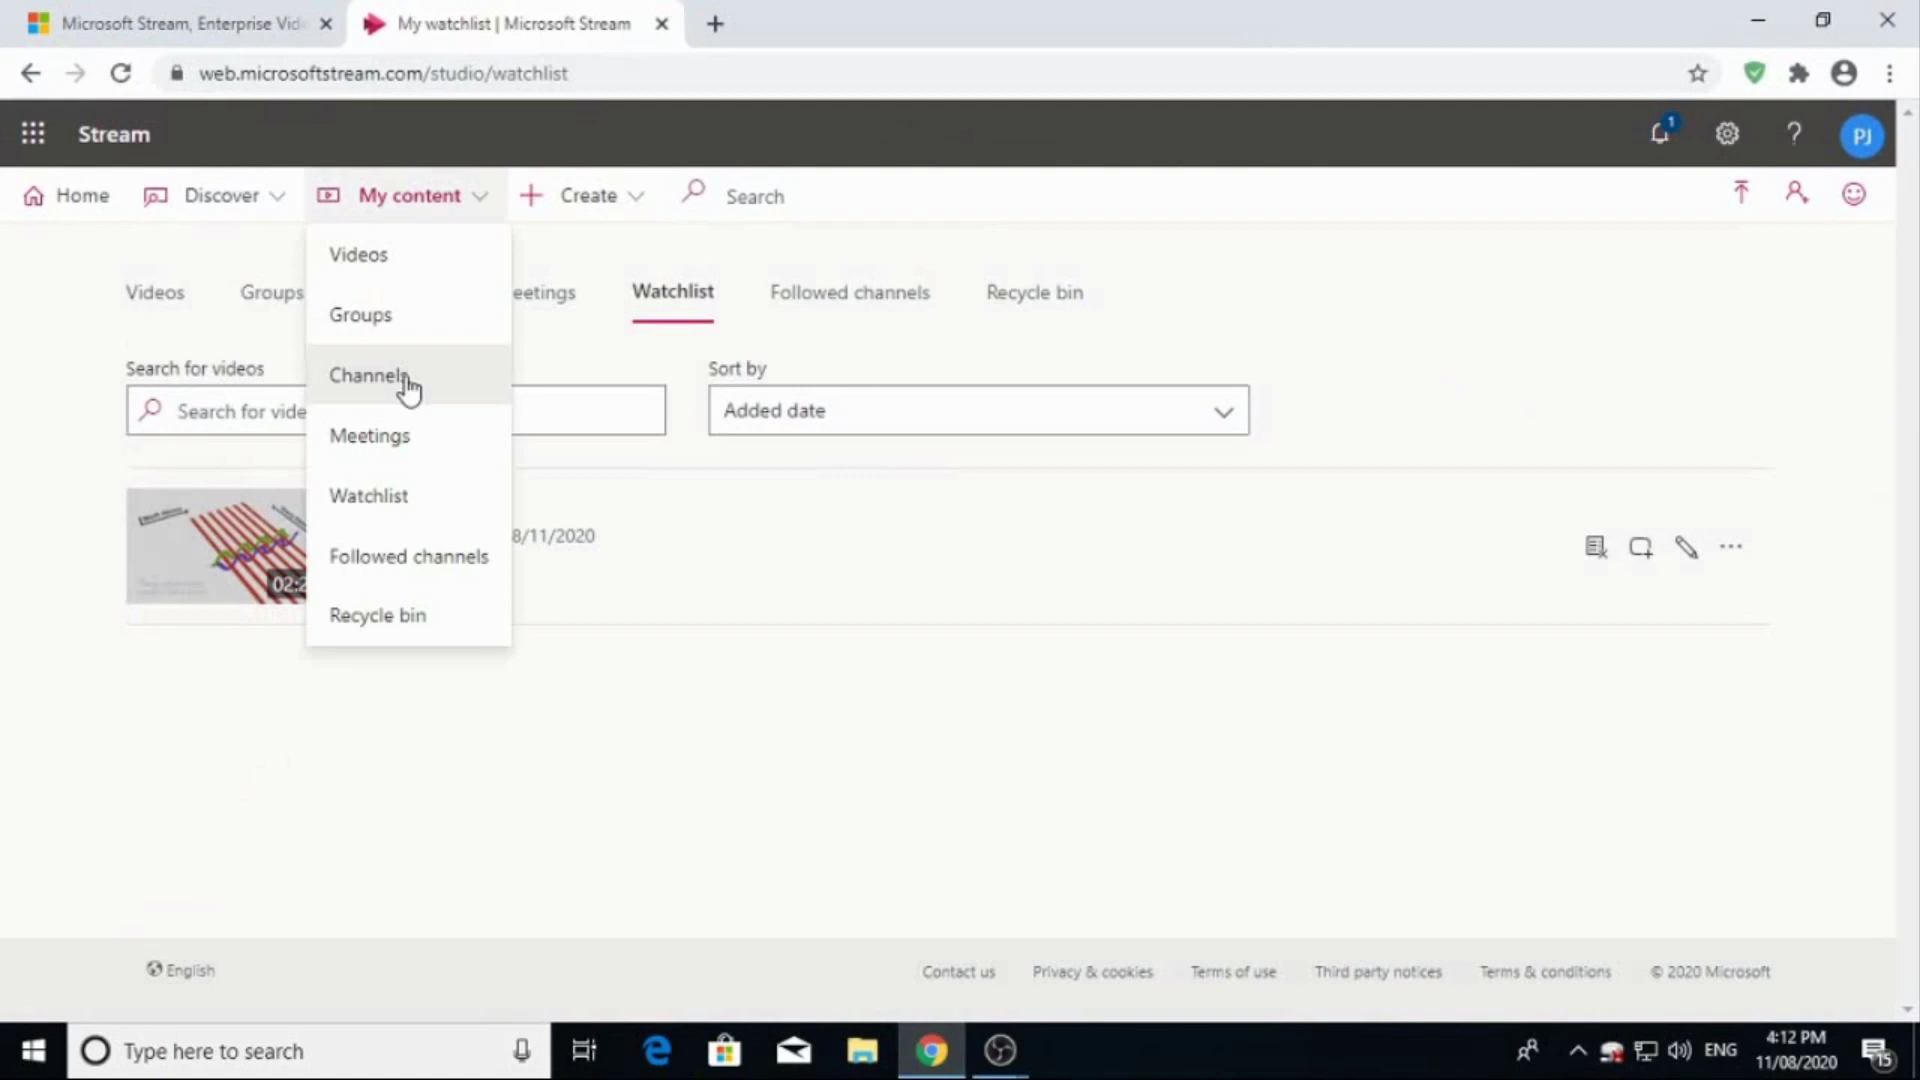 Microsoft Stream, Enterprise Vid
My watchlist | Microsoft Stream
web.microsoftstream.com/studio/watchlist
Stream
1
PJ
Home
Discover
My content
Create
Search
Videos
Groups
Channels
Meetings
Watchlist
Followed channels
Recycle bin
Videos
Groups
eetings
Watchlist
Followed channels
Recycle bin
Search for videos
Search for vide
Sort by
Added date
02:2
8/11/2020
English
Contact us
Privacy & cookies
Terms of use
Third party notices
Terms & conditions
© 2020 Microsoft
Type here to search
ENG
4:12 PM
11/08/2020
15